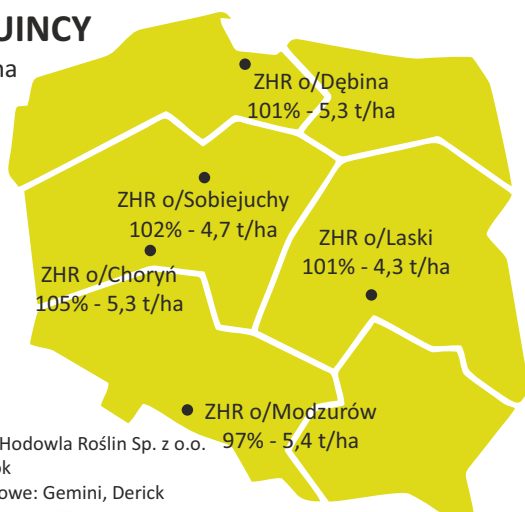 UINCY
na
ZHR o/Dębina
101% - 5,3 t/ha
ZHR o/Sobiejuchy
102% - 4,7 t/ha
ZHR o/Laski
101% - 4,3 t/ha
ZHR o/Choryń
105% - 5,3 t/ha
ZHR o/Modzurów
97% - 5,4 t/ha
Hodowla Roślin Sp. z o.o.
ok
owe: Gemini, Derick